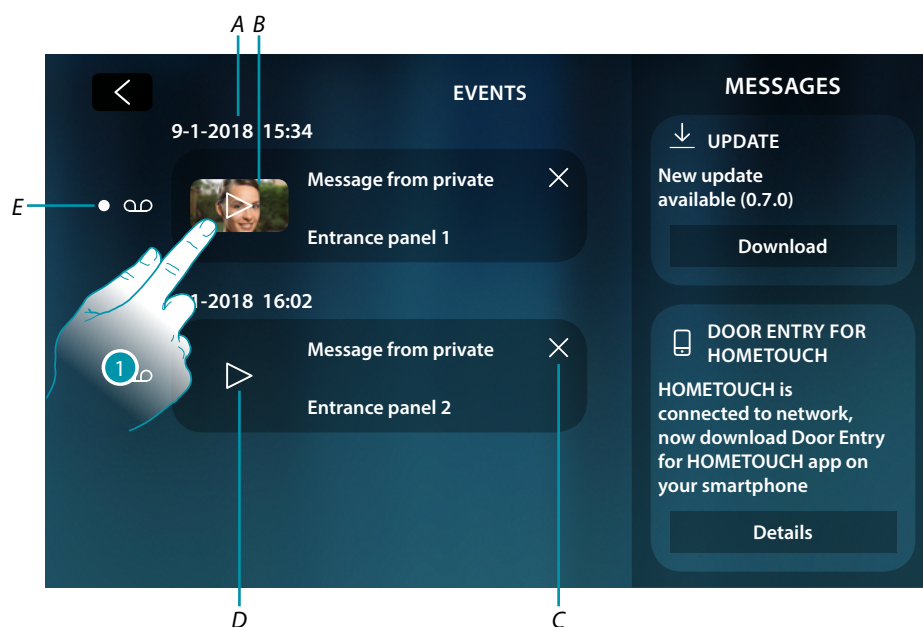 A B
EVENTS
9-1-2018 15:34
Message from private
Entrance panel 1
E
1-2018 16:02
Message from private
Entrance panel 2
1
D
C
MESSAGES
UPDATE
New update
available (0.7.0)
Download
DOOR ENTRY FOR
HOMETOUCH
HOMETOUCH is
connected to network,
now download Door Entry
for HOMETOUCH app on
your smartphone
Details